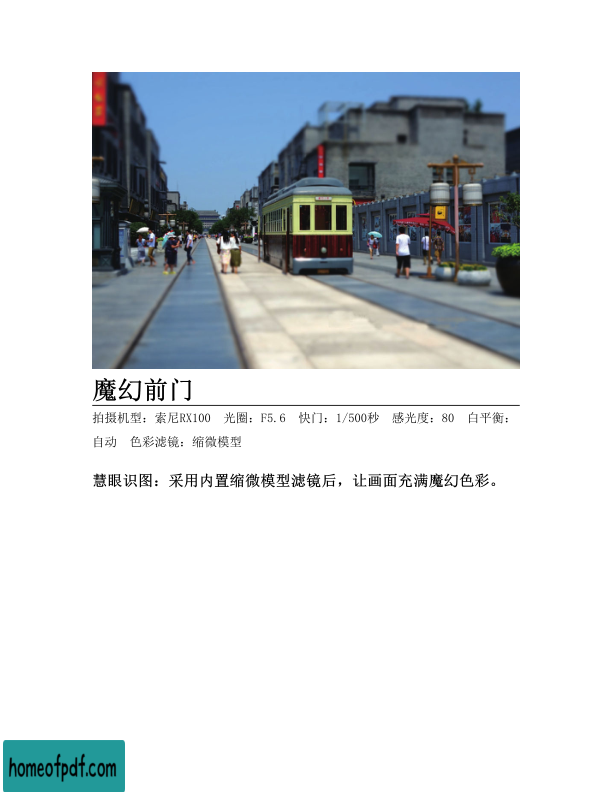 魔幻前门
拍摄机型：索尼RX100 光圈：F5.6 快门：1/500秒 感光度：80 白平衡：
自动 色彩滤镜：缩微模型
慧眼识图：采用内置缩微模型滤镜后，让画面充满魔幻色彩。
homeofpdf.com